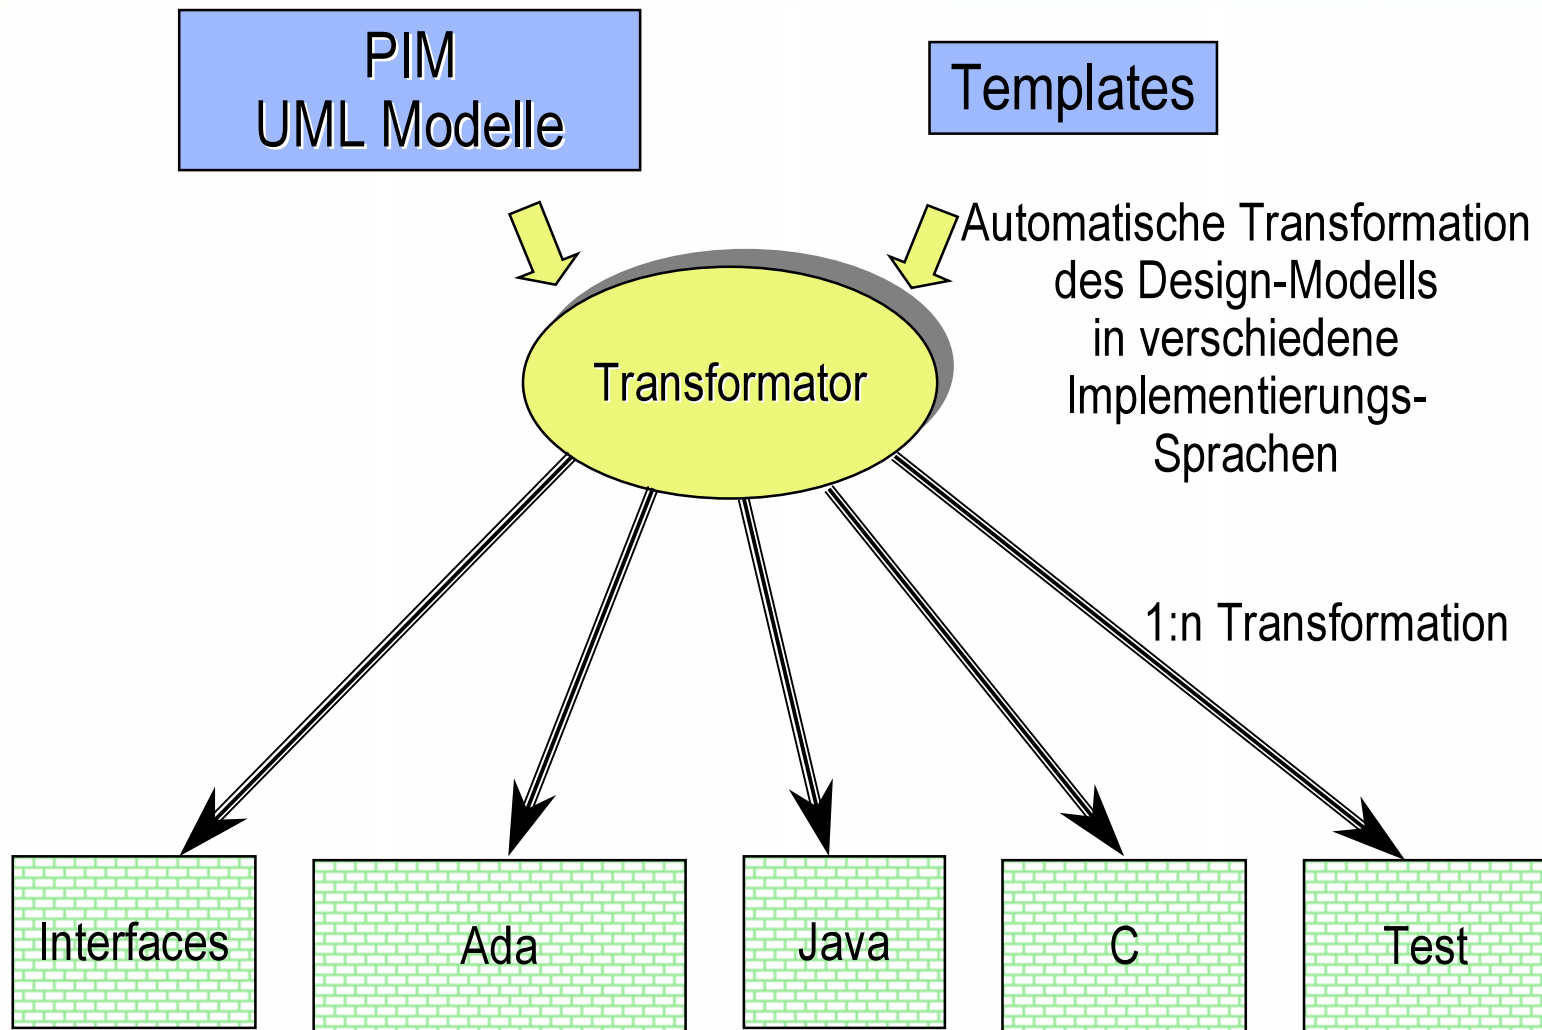 PIM
UML Modelle
Templates
Automatische Transformation
des Design-Modells
in verschiedene
Implementierungs-
Sprachen
Transformator
1:n Transformation
Interfaces
Ada
Java
C
Test